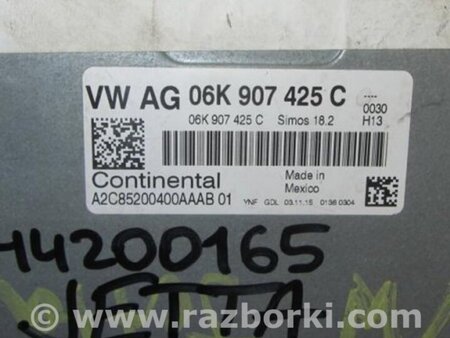 VW AG 06K 907 425 C ----
0030
06K 907 425 C Simos 18.2 H13
Continental
Made in
Mexico
A2C85200400AAAB 01
YNF GDL 03.11.15 0136 0304
44200165
JETTA
www.razborki.com